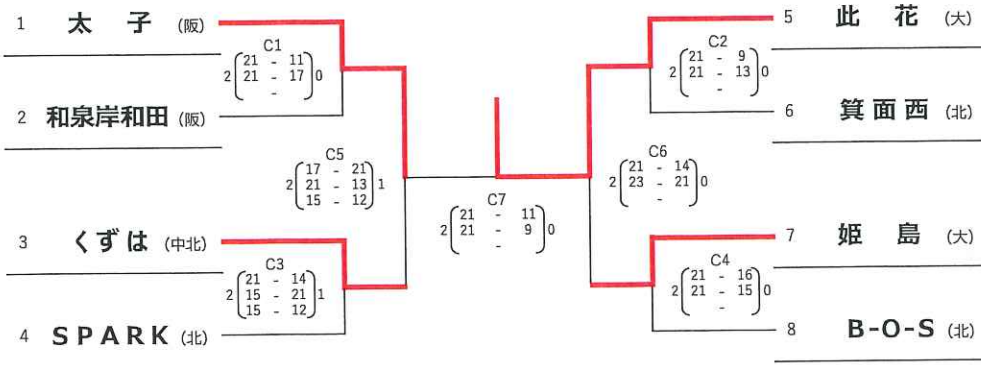 1 太子 (阪)
C1
2 21 - 11 0
21 - 17
-
2 和泉岸和田 (阪)
C5
2 17 - 21 1
21 - 13
15 - 12
3 くずは (中北)
C3
2 21 - 14 1
15 - 21
15 - 12
4 SPARK (北)
C7
2 21 - 11 0
21 - 9
-
5 此花 (大)
C2
2 21 - 9 0
21 - 13
-
6 箕面西 (北)
C6
2 21 - 14 0
23 - 21
-
7 姫島 (大)
C4
2 21 - 16 0
21 - 15
-
8 B-O-S (北)